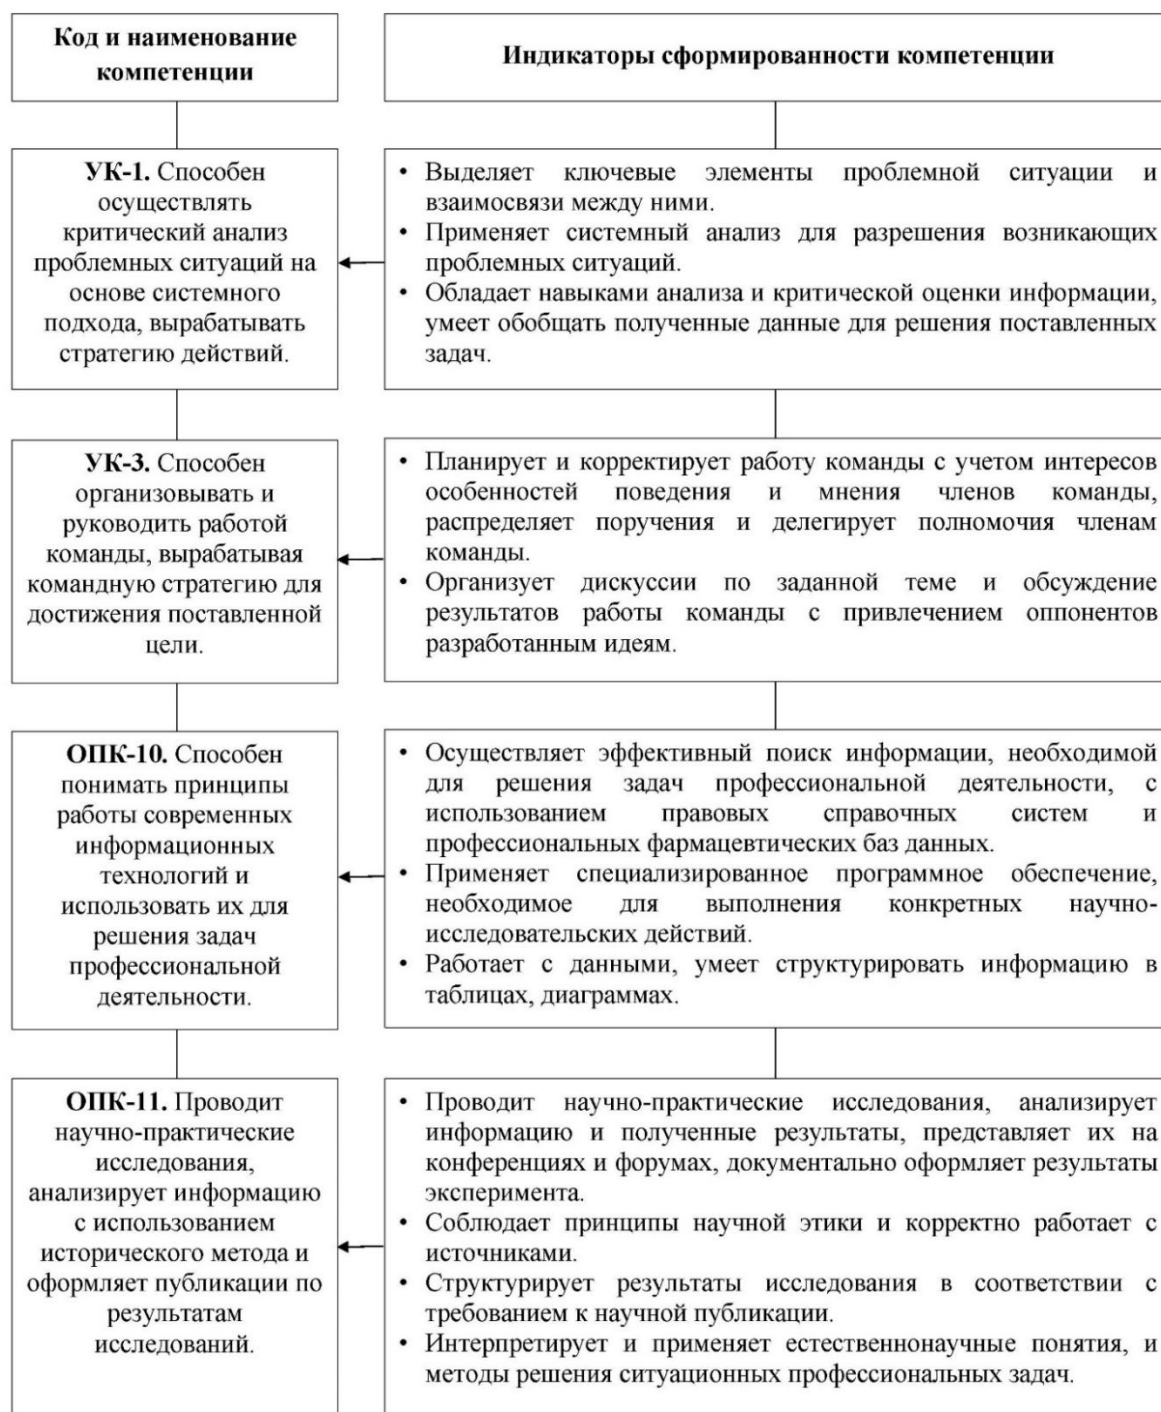 Код и наименование
компетенции
Индикаторы сформированности компетенции
УК-1. Способен
осуществлять
критический анализ
проблемных ситуаций на
основе системного
подхода, вырабатывать
стратегию действий.
• Выделяет ключевые элементы проблемной ситуации и
взаимосвязи между ними.
• Применяет системный анализ для разрешения возникающих
проблемных ситуаций.
• Обладает навыками анализа и критической оценки информации,
умеет обобщать полученные данные для решения поставленных
задач.
УК-3. Способен
организовывать и
руководить работой
команды, вырабатывая
командную стратегию для
достижения поставленной
цели.
• Планирует и корректирует работу команды с учетом интересов
особенностей поведения и мнения членов команды,
распределяет поручения и делегирует полномочия членам
команды.
• Организует дискуссии по заданной теме и обсуждение
результатов работы команды с привлечением оппонентов
разработанным идеям.
ОПК-10. Способен
понимать принципы
работы современных
информационных
технологий и
использовать их для
решения задач
профессиональной
деятельности.
• Осуществляет эффективный поиск информации, необходимой
для решения задач профессиональной деятельности, с
использованием правовых справочных систем и
профессиональных фармацевтических баз данных.
• Применяет специализированное программное обеспечение,
необходимое для выполнения конкретных научно-
исследовательских действий.
• Работает с данными, умеет структурировать информацию в
таблицах, диаграммах.
ОПК-11. Проводит
научно-практические
исследования,
анализирует информацию
с использованием
исторического метода и
оформляет публикации по
результатам
исследований.
• Проводит научно-практические исследования, анализирует
информацию и полученные результаты, представляет их на
конференциях и форумах, документально оформляет результаты
эксперимента.
• Соблюдает принципы научной этики и корректно работает с
источниками.
• Структурирует результаты исследования в соответствии с
требованием к научной публикации.
• Интерпретирует и применяет естественнонаучные понятия, и
методы решения ситуационных профессиональных задач.